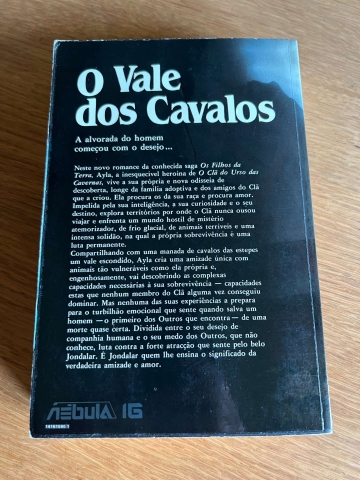 O Vale
dos Cavalos
A alvorada do homem
começou com o desejo...
Neste novo romance da conhecida saga Os Filhos da
Terra, Ayla, a inesquecível heroína de O Clã do Urso das
Cavernas, vive a sua própria e nova odisseia de
descoberta, longe da família adoptiva e dos amigos do Clã
que a criou. Ela procura os da sua raça e procura amor.
Impelida pela sua inteligência, a sua curiosidade e o seu
destino, explora territórios por onde o Clã nunca ousou
viajar e enfrenta um mundo hostil de mistério
atemorizador, de frio glacial, de animais terríveis e uma
intensa solidão, na qual a própria sobrevivência é uma
luta permanente.
Compartilhando com uma manada de cavalos das estepes
um vale escondido, Ayla cria uma amizade única com
animais tão vulneráveis como ela própria e,
engenhosamente, vai descobrindo as complexas
capacidades necessárias à sua sobrevivência — capacidades
estas que nenhum membro do Clã alguma vez conseguiu
dominar. Mas nenhuma das suas experiências a prepara
para o turbilhão emocional que sente quando salva um
homem — o primeiro dos Outros que encontra — de uma
morte quase certa. Dividida entre o seu desejo de
companhia humana e o seu medo dos Outros, que não
conhece, luta contra a forte atracção que sente pelo belo
Jondalar. É Jondalar quem lhe ensina o significado da
verdadeira amizade e amor.
NÉBULA 16